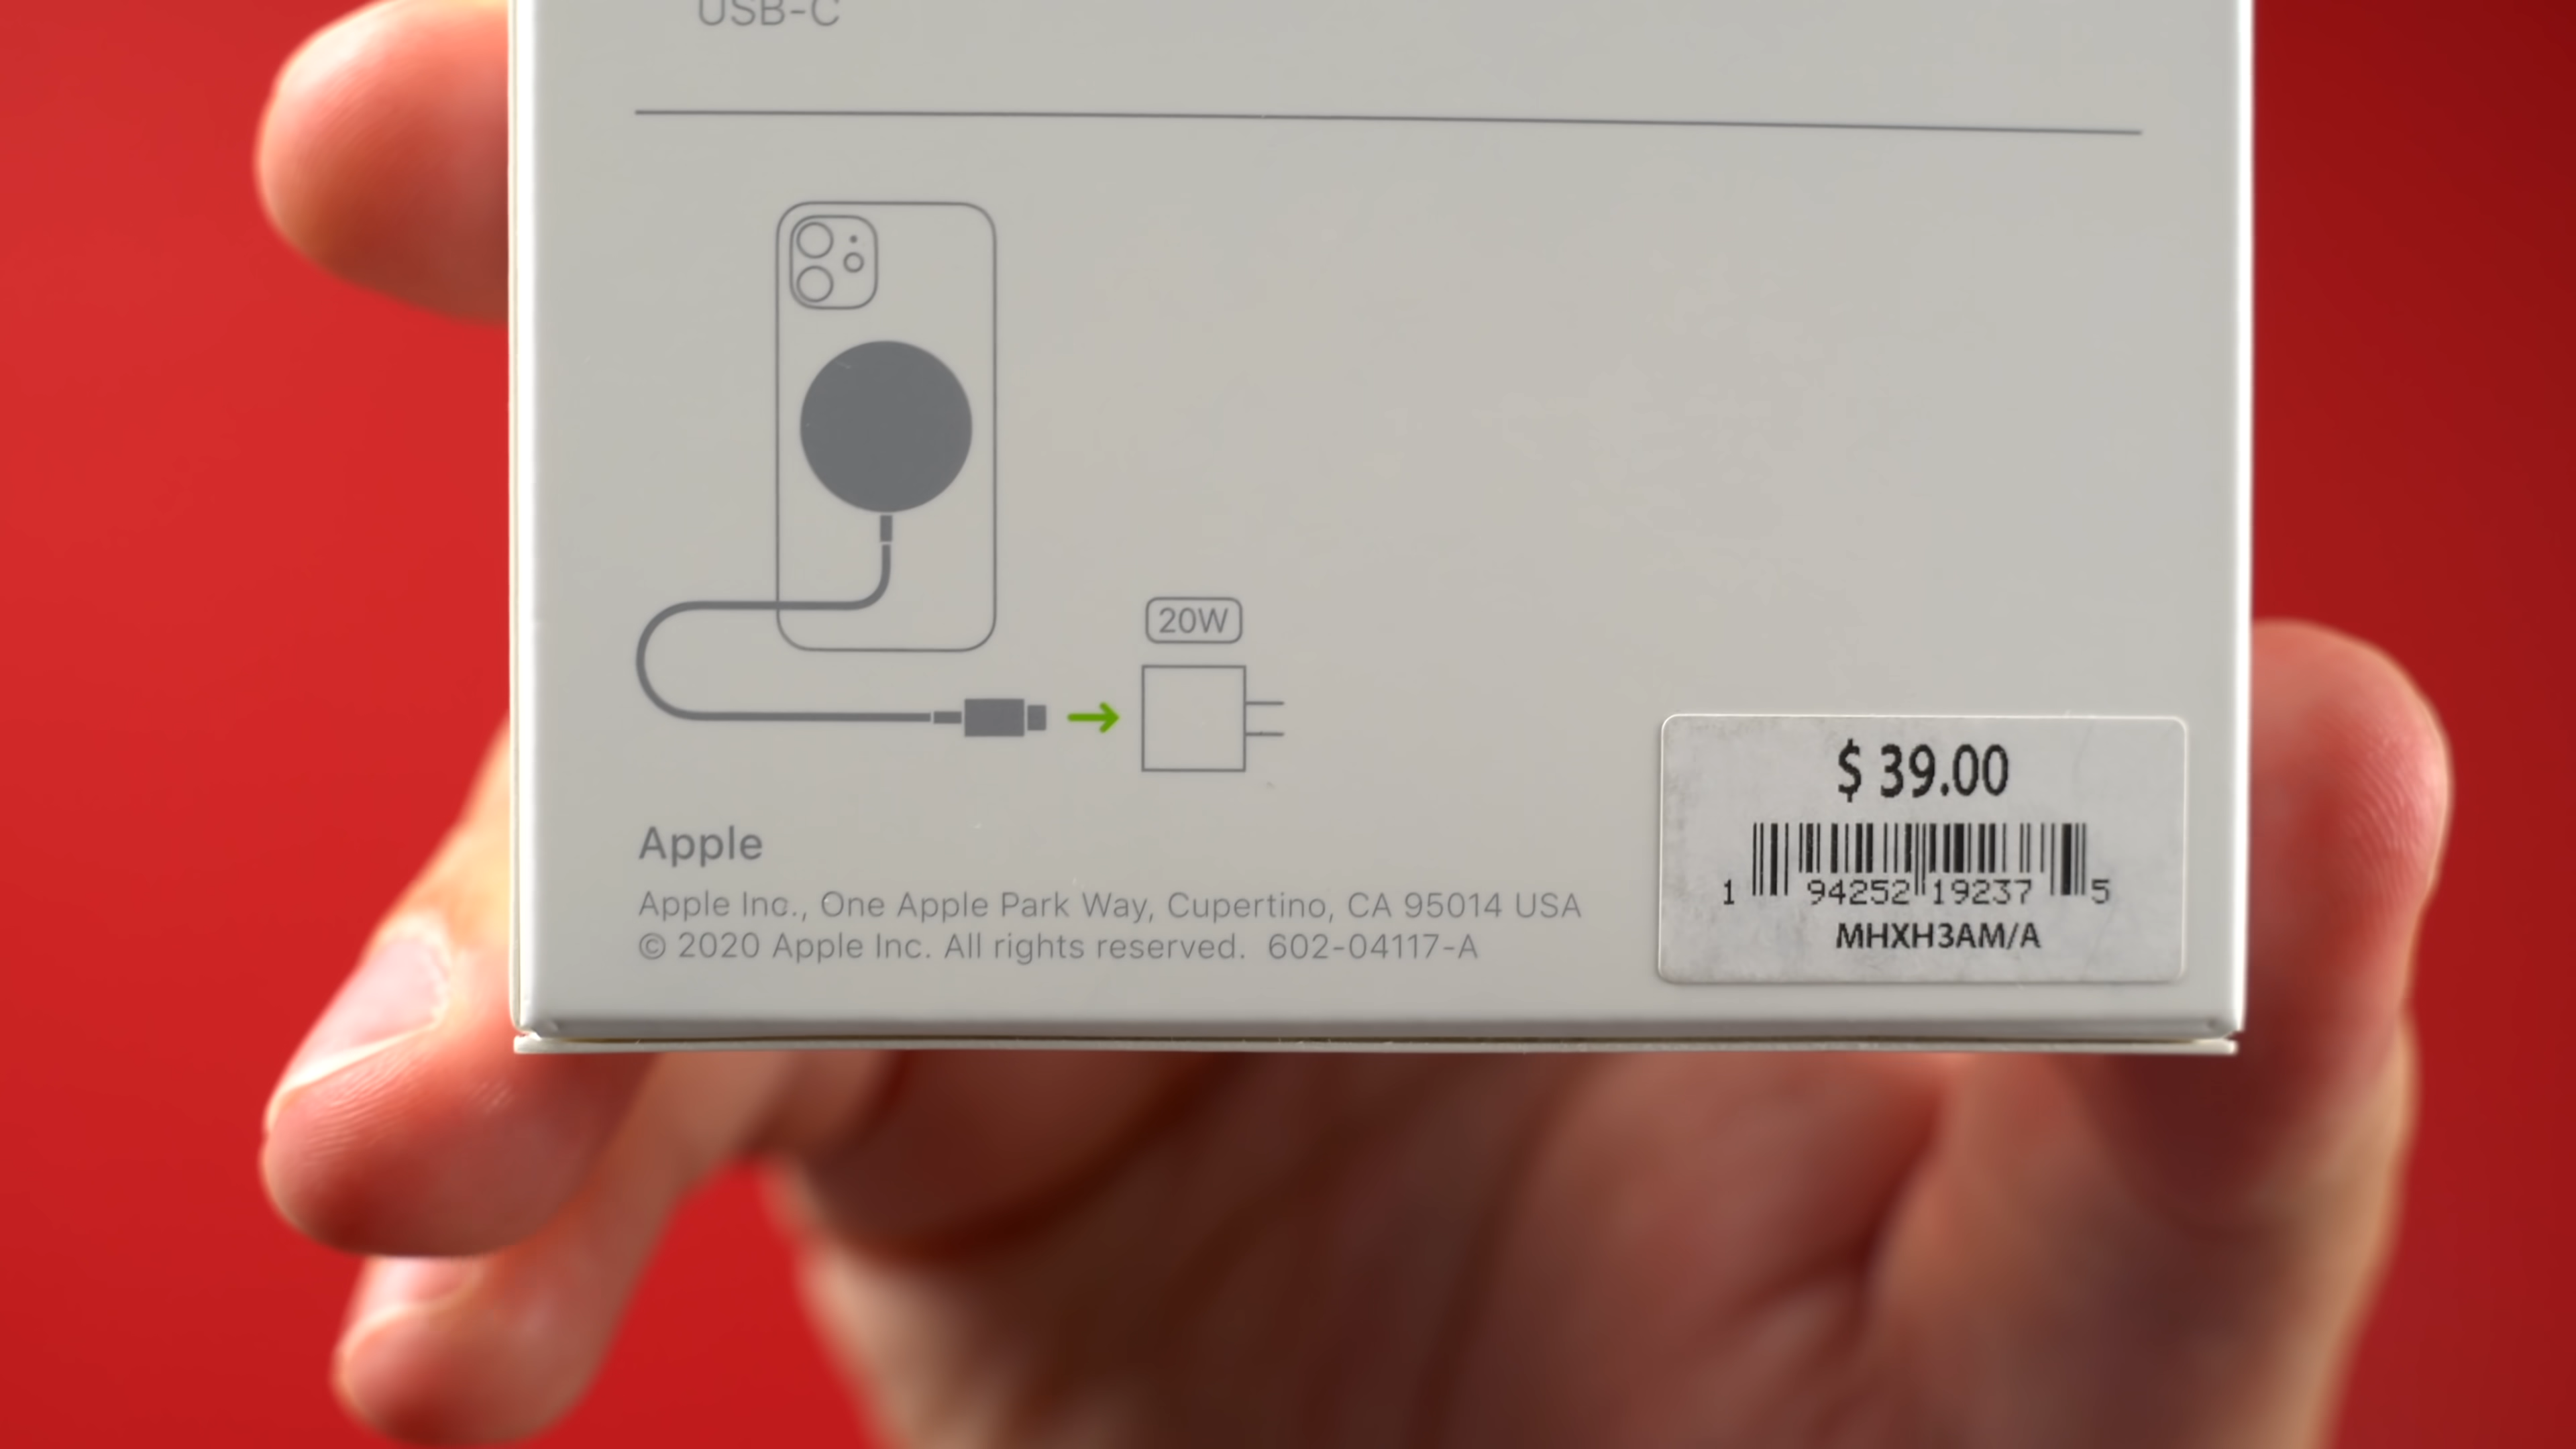 USB-C
20W
$ 39.00
1 94252 19237 5
MHXH3AM/A
Apple
Apple Inc., One Apple Park Way, Cupertino, CA 95014 USA
© 2020 Apple Inc. All rights reserved. 602-04117-A